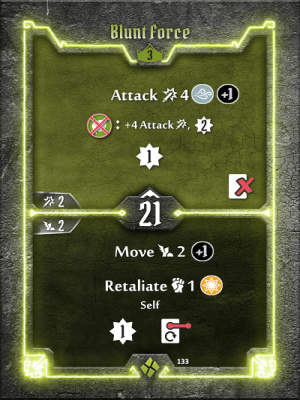 Blunt Force
3
Attack 4 +1
: +4 Attack , 2
1
2
21
2
Move 2 +1
Retaliate 1
Self
1
133